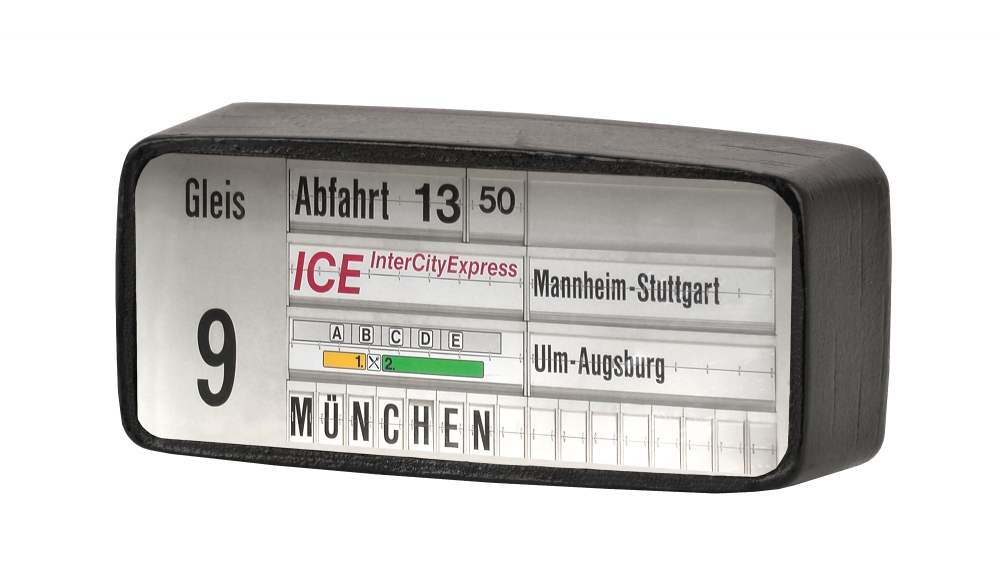 Gleis
9
Abfahrt 13 50
ICE InterCityExpress
Mannheim-Stuttgart
A B C D E
1. 2.
Ulm-Augsburg
MÜNCHEN